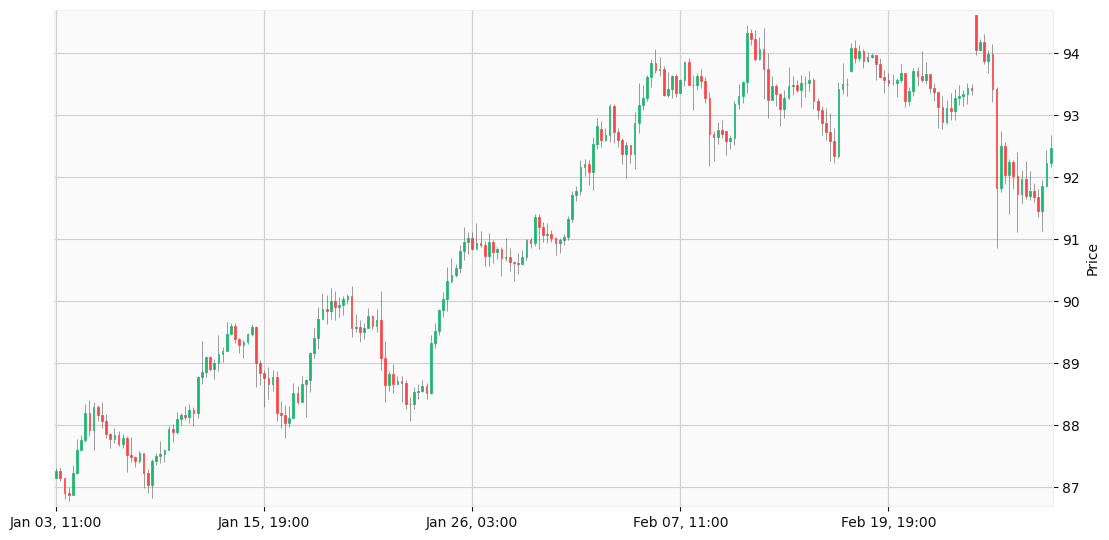 94
93
92
91
90
89
88
87
Price
Jan 03, 11:00
Jan 15, 19:00
Jan 26, 03:00
Feb 07, 11:00
Feb 19, 19:00